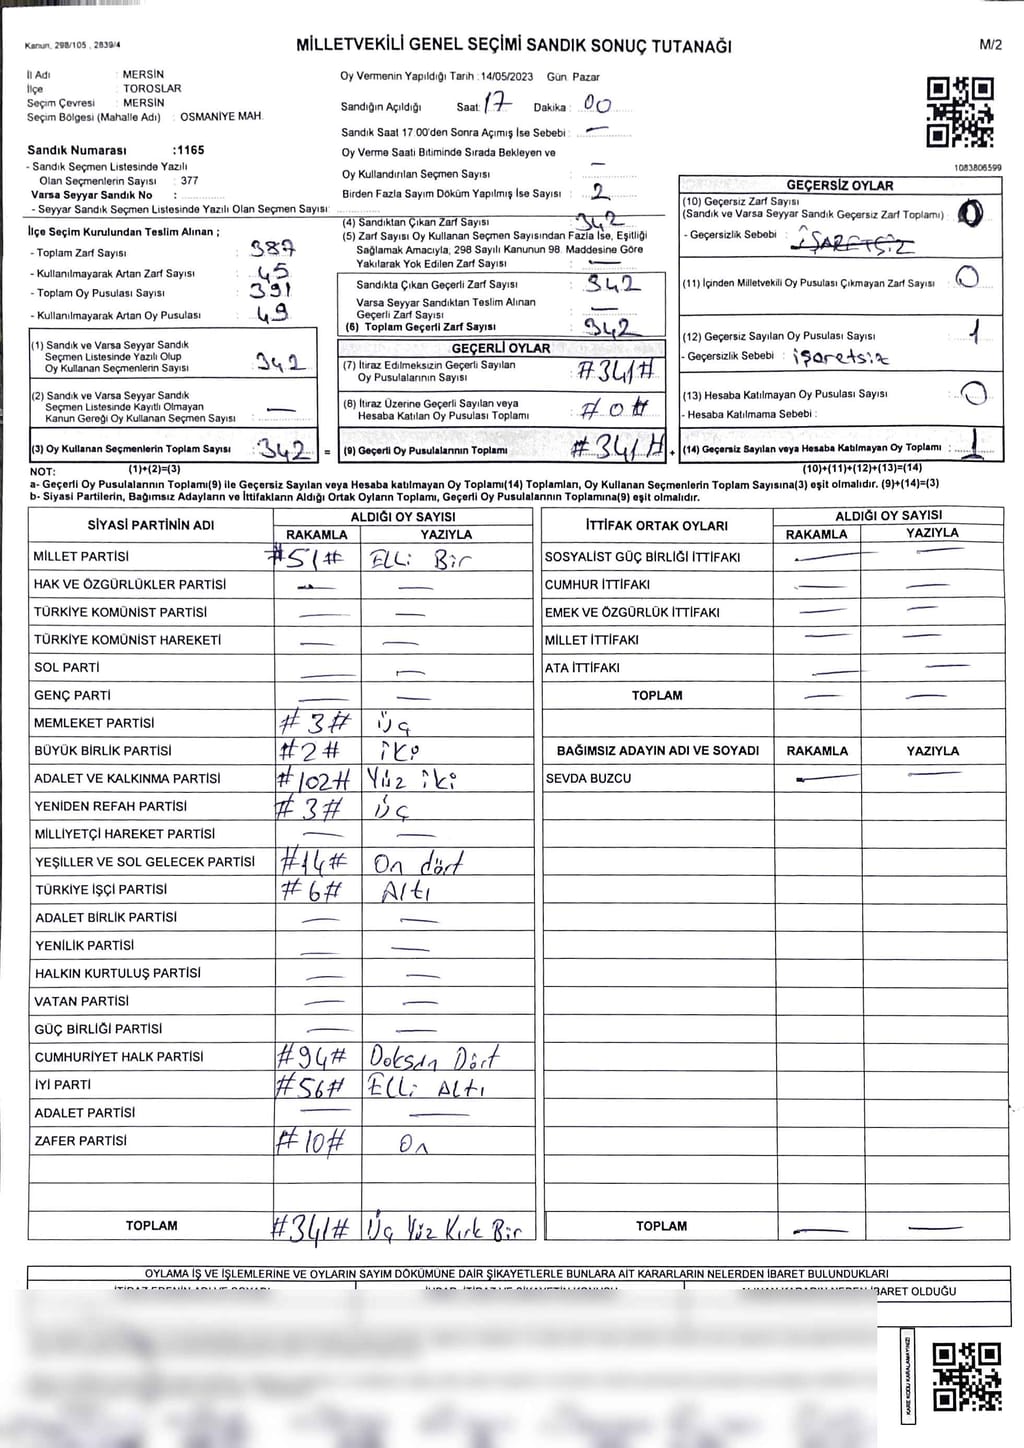 Kanun, 298/105 , 2839/4
MİLLETVEKİLİ GENEL SEÇİMİ SANDIK SONUÇ TUTANAĞI
M/2
İl Adı : MERSİN
İlçe : TOROSLAR
Seçim Çevresi : MERSİN
Seçim Bölgesi (Mahalle Adı) : OSMANİYE MAH.
Sandık Numarası :1165
- Sandık Seçmen Listesinde Yazılı
Olan Seçmenlerin Sayısı : 377
Varsa Seyyar Sandık No :
- Seyyar Sandık Seçmen Listesinde Yazılı Olan Seçmen Sayısı:
İlçe Seçim Kurulundan Teslim Alınan ;
- Toplam Zarf Sayısı : 387
- Kullanılmayarak Artan Zarf Sayısı : 45
- Toplam Oy Pusulası Sayısı : 391
- Kullanılmayarak Artan Oy Pusulası : 49
(1) Sandık ve Varsa Seyyar Sandık
Seçmen Listesinde Yazılı Olup
Oy Kullanan Seçmenlerin Sayısı : 342
(2) Sandık ve Varsa Seyyar Sandık
Seçmen Listesinde Kayıtlı Olmayan
Kanun Gereği Oy Kullanan Seçmen Sayısı : —
(3) Oy Kullanan Seçmenlerin Toplam Sayısı : 342 =
Oy Vermenin Yapıldığı Tarih :14/05/2023 Gün: Pazar
Sandığın Açıldığı Saat: 17 Dakika : 00
Sandık Saat 17.00'den Sonra Açımış İse Sebebi : —
Oy Verme Saati Bitiminde Sırada Bekleyen ve
Oy Kullandırılan Seçmen Sayısı : —
Birden Fazla Sayım Döküm Yapılmış İse Sayısı : 2
(4) Sandıktan Çıkan Zarf Sayısı : 342
(5) Zarf Sayısı Oy Kullanan Seçmen Sayısından Fazla İse, Eşitliği
Sağlamak Amacıyla, 298 Sayılı Kanunun 98. Maddesine Göre
Yakılarak Yok Edilen Zarf Sayısı : —
Sandıkta Çıkan Geçerli Zarf Sayısı : 342
Varsa Seyyar Sandıktan Teslim Alınan
Geçerli Zarf Sayısı : —
(6) Toplam Geçerli Zarf Sayısı : 342
GEÇERLİ OYLAR
(7) İtiraz Edilmeksizin Geçerli Sayılan
Oy Pusulalarının Sayısı : #341#
(8) İtiraz Üzerine Geçerli Sayılan veya
Hesaba Katılan Oy Pusulası Toplamı : #0#
(9) Geçerli Oy Pusulalarının Toplamı : #341# +
1083806599
GEÇERSİZ OYLAR
(10) Geçersiz Zarf Sayısı
(Sandık ve Varsa Seyyar Sandık Geçersiz Zarf Toplamı) : 0
- Geçersizlik Sebebi : İŞARETSİZ
(11) İçinden Milletvekili Oy Pusulası Çıkmayan Zarf Sayısı : 0
(12) Geçersiz Sayılan Oy Pusulası Sayısı : 1
- Geçersizlik Sebebi : işaretsiz
(13) Hesaba Katılmayan Oy Pusulası Sayısı : 0
- Hesaba Katılmama Sebebi :
(14) Geçersiz Sayılan veya Hesaba Katılmayan Oy Toplamı : 1
NOT: (1)+(2)=(3) (10)+(11)+(12)+(13)=(14)
a- Geçerli Oy Pusulalarının Toplamı(9) ile Geçersiz Sayılan veya Hesaba katılmayan Oy Toplamı(14) Toplamları, Oy Kullanan Seçmenlerin Toplam Sayısına(3) eşit olmalıdır. (9)+(14)=(3)
b- Siyasi Partilerin, Bağımsız Adayların ve İttifakların Aldığı Ortak Oyların Toplamı, Geçerli Oy Pusulalarının Toplamına(9) eşit olmalıdır.
SİYASİ PARTİNİN ADI ALDIĞI OY SAYISI
RAKAMLA YAZIYLA
MİLLET PARTİSİ #51# Elli Bir
HAK VE ÖZGÜRLÜKLER PARTİSİ — —
TÜRKİYE KOMÜNİST PARTİSİ — —
TÜRKİYE KOMÜNİST HAREKETİ — —
SOL PARTİ — —
GENÇ PARTİ — —
MEMLEKET PARTİSİ #3# Üç
BÜYÜK BİRLİK PARTİSİ #2# iki
ADALET VE KALKINMA PARTİSİ #102# Yüz iki
YENİDEN REFAH PARTİSİ #3# Üç
MİLLİYETÇİ HAREKET PARTİSİ — —
YEŞİLLER VE SOL GELECEK PARTİSİ #14# On dört
TÜRKİYE İŞÇİ PARTİSİ #6# Altı
ADALET BİRLİK PARTİSİ — —
YENİLİK PARTİSİ — —
HALKIN KURTULUŞ PARTİSİ — —
VATAN PARTİSİ — —
GÜÇ BİRLİĞİ PARTİSİ — —
CUMHURİYET HALK PARTİSİ #94# Doksan Dört
İYİ PARTİ #56# Elli Altı
ADALET PARTİSİ — —
ZAFER PARTİSİ #10# On
TOPLAM #341# Üç Yüz Kırk Bir
İTTİFAK ORTAK OYLARI ALDIĞI OY SAYISI
RAKAMLA YAZIYLA
SOSYALİST GÜÇ BİRLİĞİ İTTİFAKI — —
CUMHUR İTTİFAKI — —
EMEK VE ÖZGÜRLÜK İTTİFAKI — —
MİLLET İTTİFAKI — —
ATA İTTİFAKI — —
TOPLAM — —
BAĞIMSIZ ADAYIN ADI VE SOYADI RAKAMLA YAZIYLA
SEVDA BUZCU — —
TOPLAM — —
OYLAMA İŞ VE İŞLEMLERİNE VE OYLARIN SAYIM DÖKÜMÜNE DAİR ŞİKAYETLERLE BUNLARA AİT KARARLARIN NELERDEN İBARET BULUNDUKLARI
İBARET OLDUĞU
KARE KODU KARALAMAYINIZ!